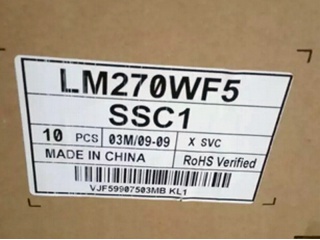 LM270WF5
SSC1
10 PCS 03M/09-09 X SVC
MADE IN CHINA RoHS Verified
VJF59907503MB KL1